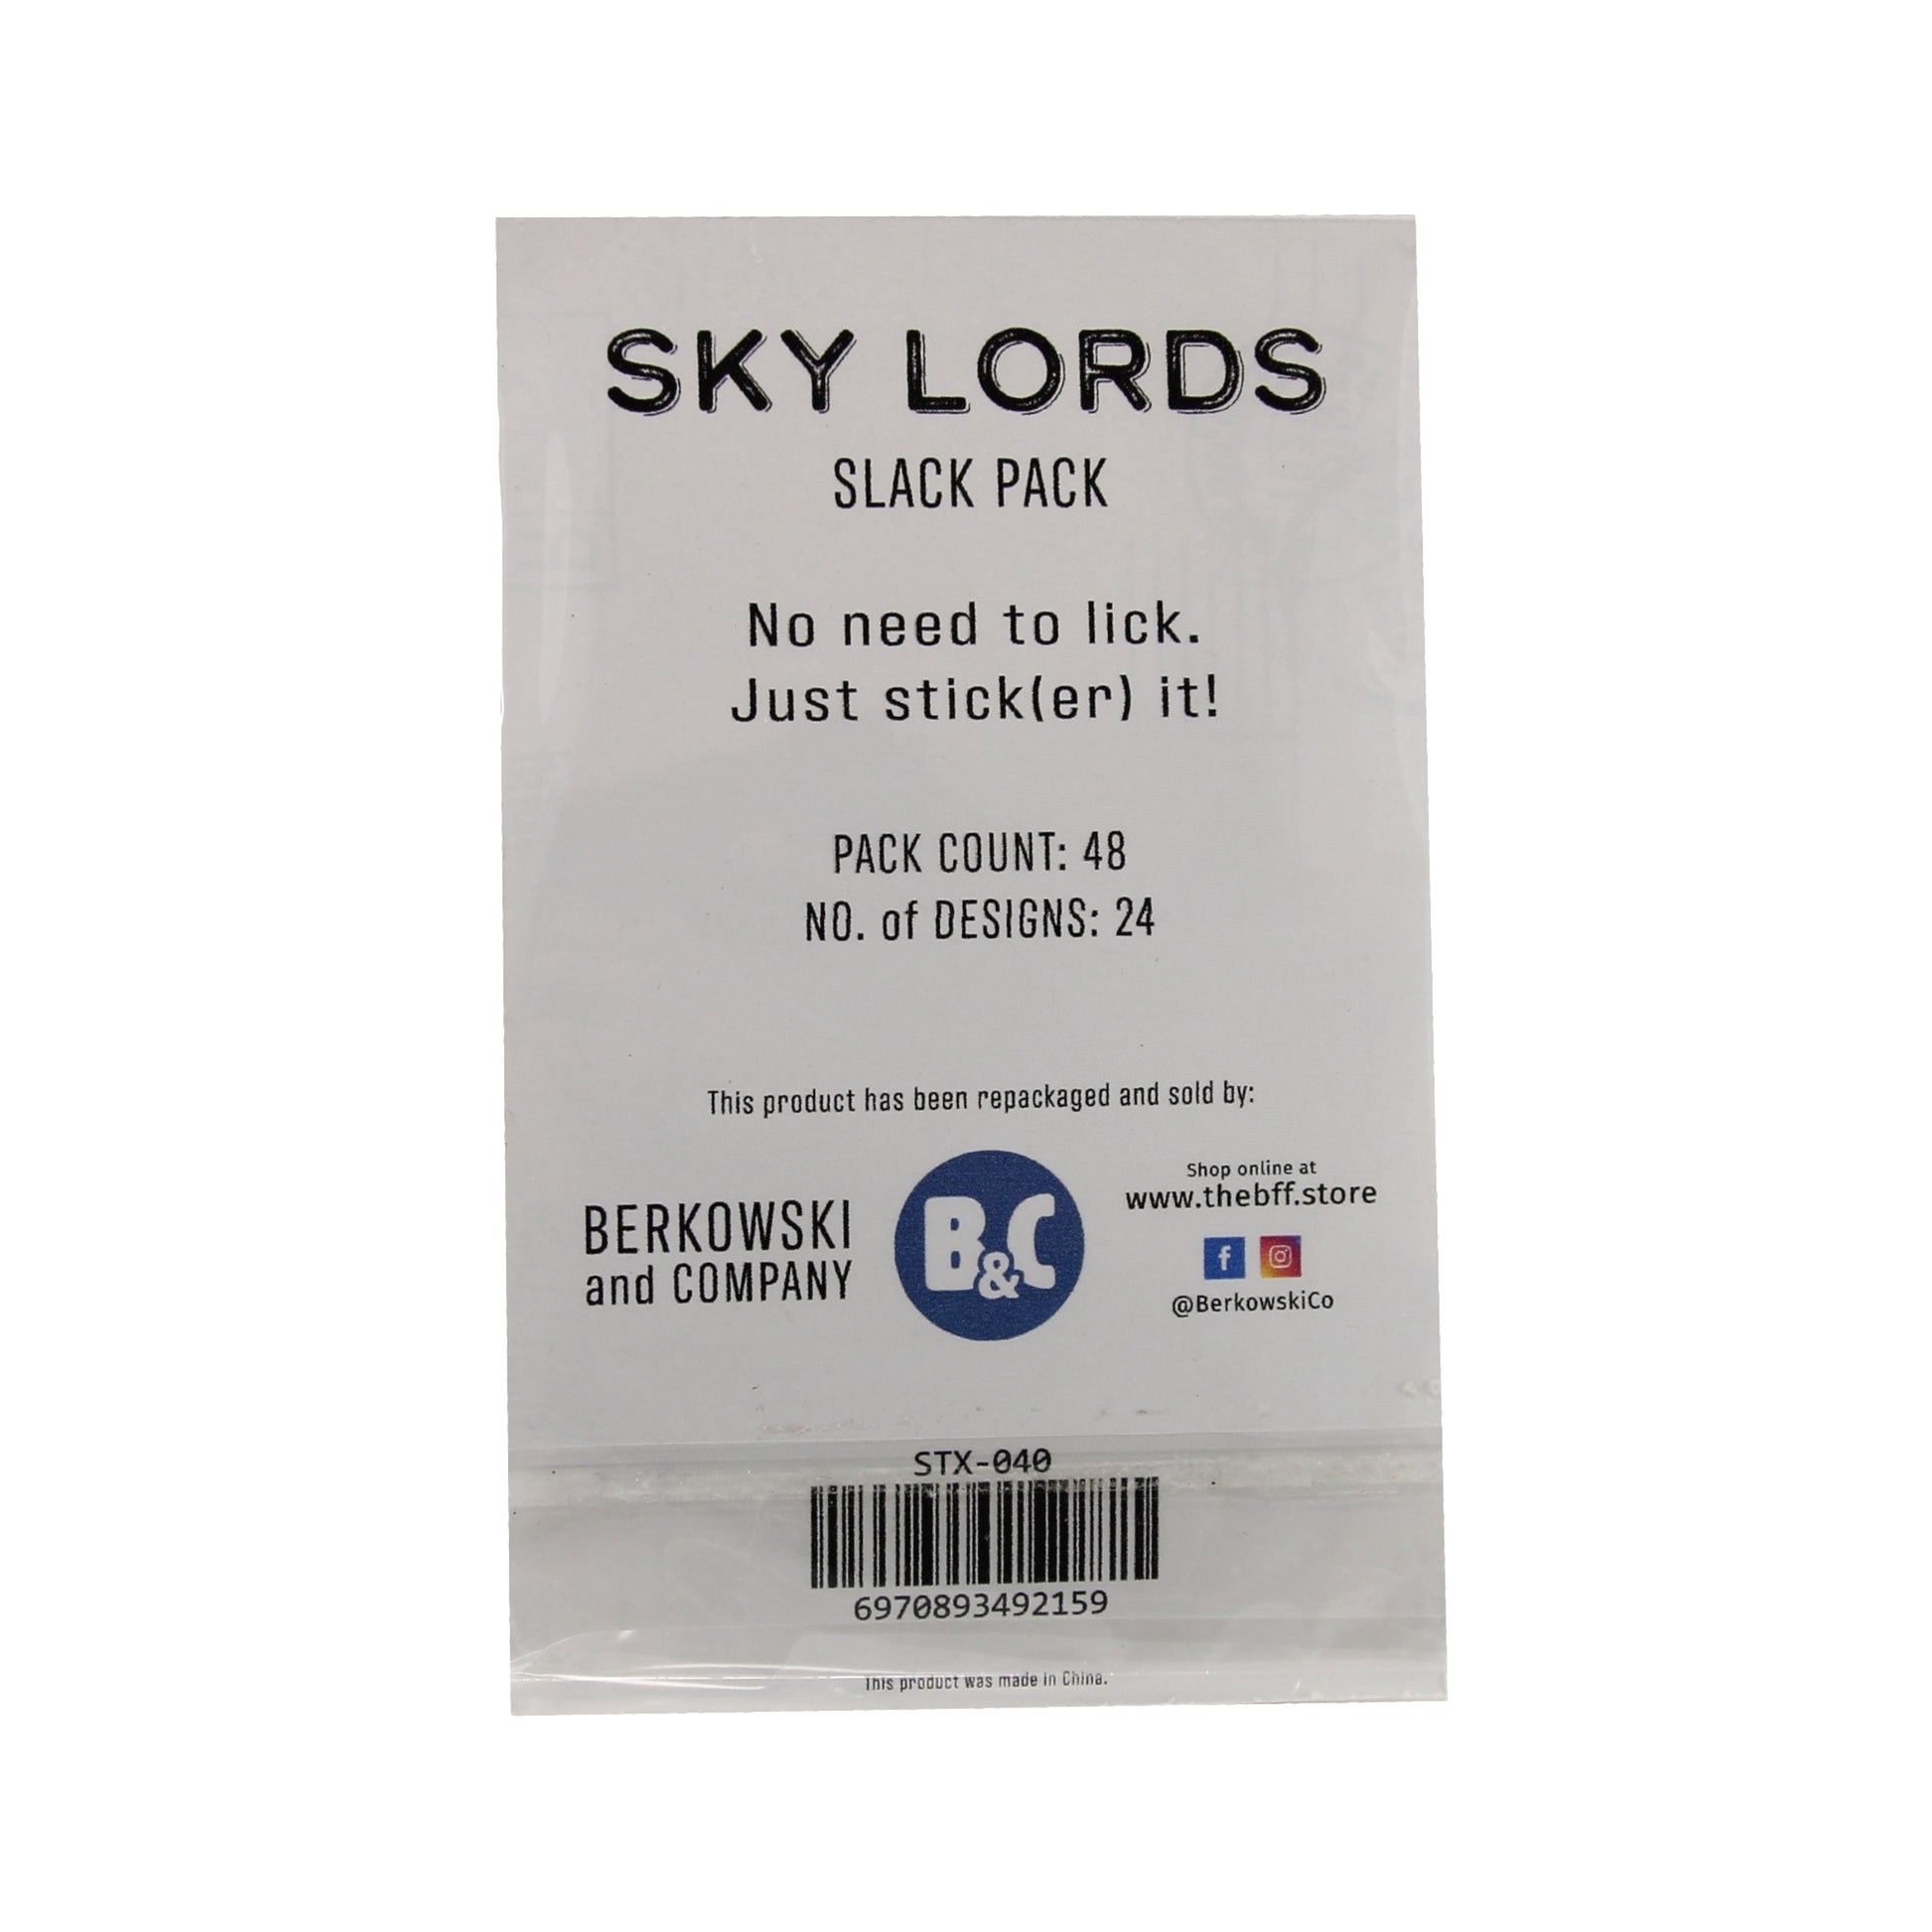 SKY LORDS
SLACK PACK
No need to lick.
Just stick(er) it!
PACK COUNT: 48
NO. of DESIGNS: 24
This product has been repackaged and sold by:
BERKOWSKI
and COMPANY
B&C
Shop online at
www.thebff.store
f
@BerkowskiCo
STX-040
6970893492159
This product was made in China.